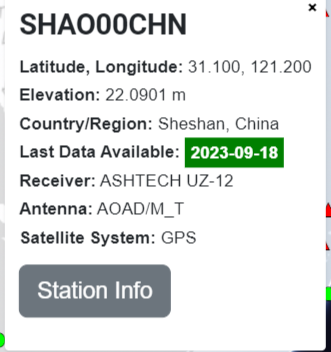 ×
SHAO00CHN
Latitude, Longitude: 31.100, 121.200
Elevation: 22.0901 m
Country/Region: Sheshan, China
Last Data Available: 2023-09-18
Receiver: ASHTECH UZ-12
Antenna: AOAD/M_T
Satellite System: GPS
Station Info